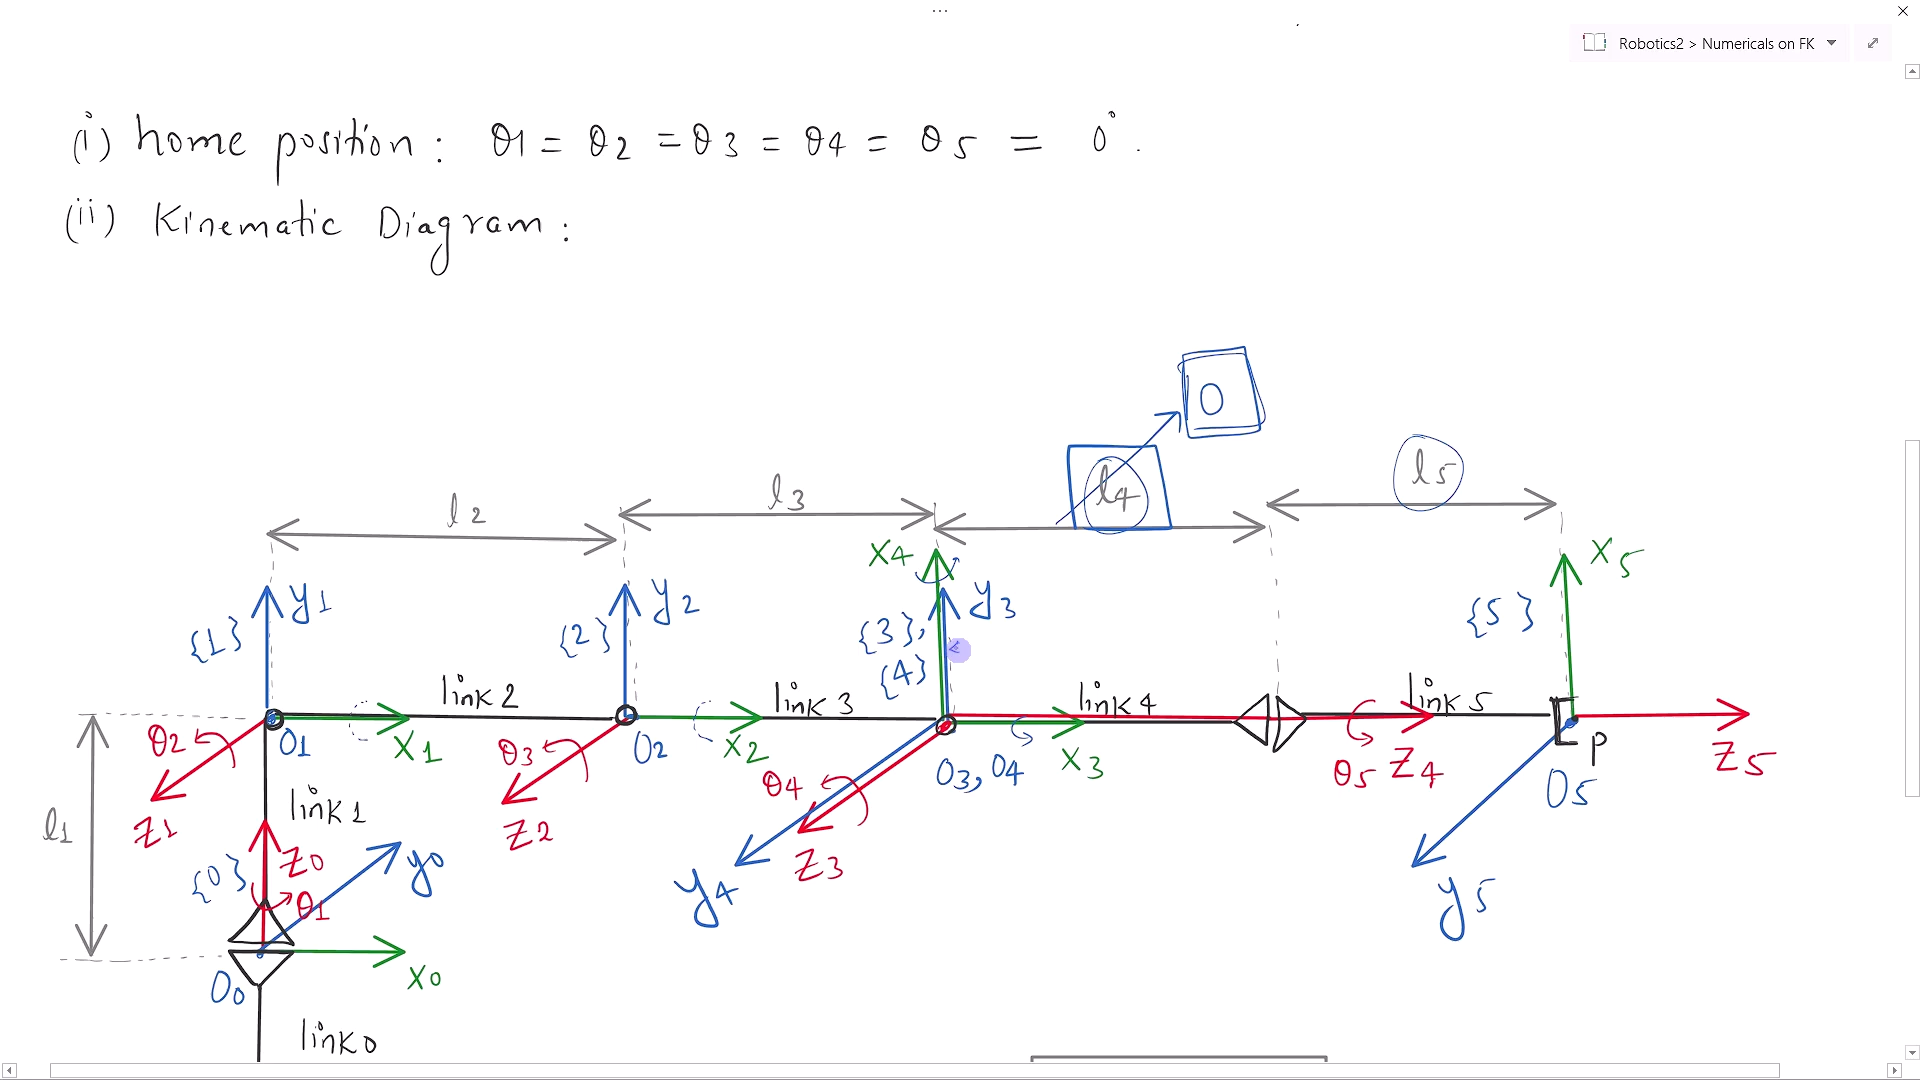 Robotics2 > Numericals on FK
(i) home position : θ1 = θ2 = θ3 = θ4 = θ5 = 0° .
(ii) Kinematic Diagram :
0
l4
l5
l2
l3
x4
x5
y1
y2
y3
{1}
{2}
{3},
{4}
{5}
link 2
link 3
link 4
link 5
θ2
O1
x1
θ3
O2
x2
θ4
O3, O4
x3
θ5
z4
P
z5
O5
z1
link 1
z2
z3
y4
y5
l1
{0}
z0
y0
θ1
O0
x0
link 0